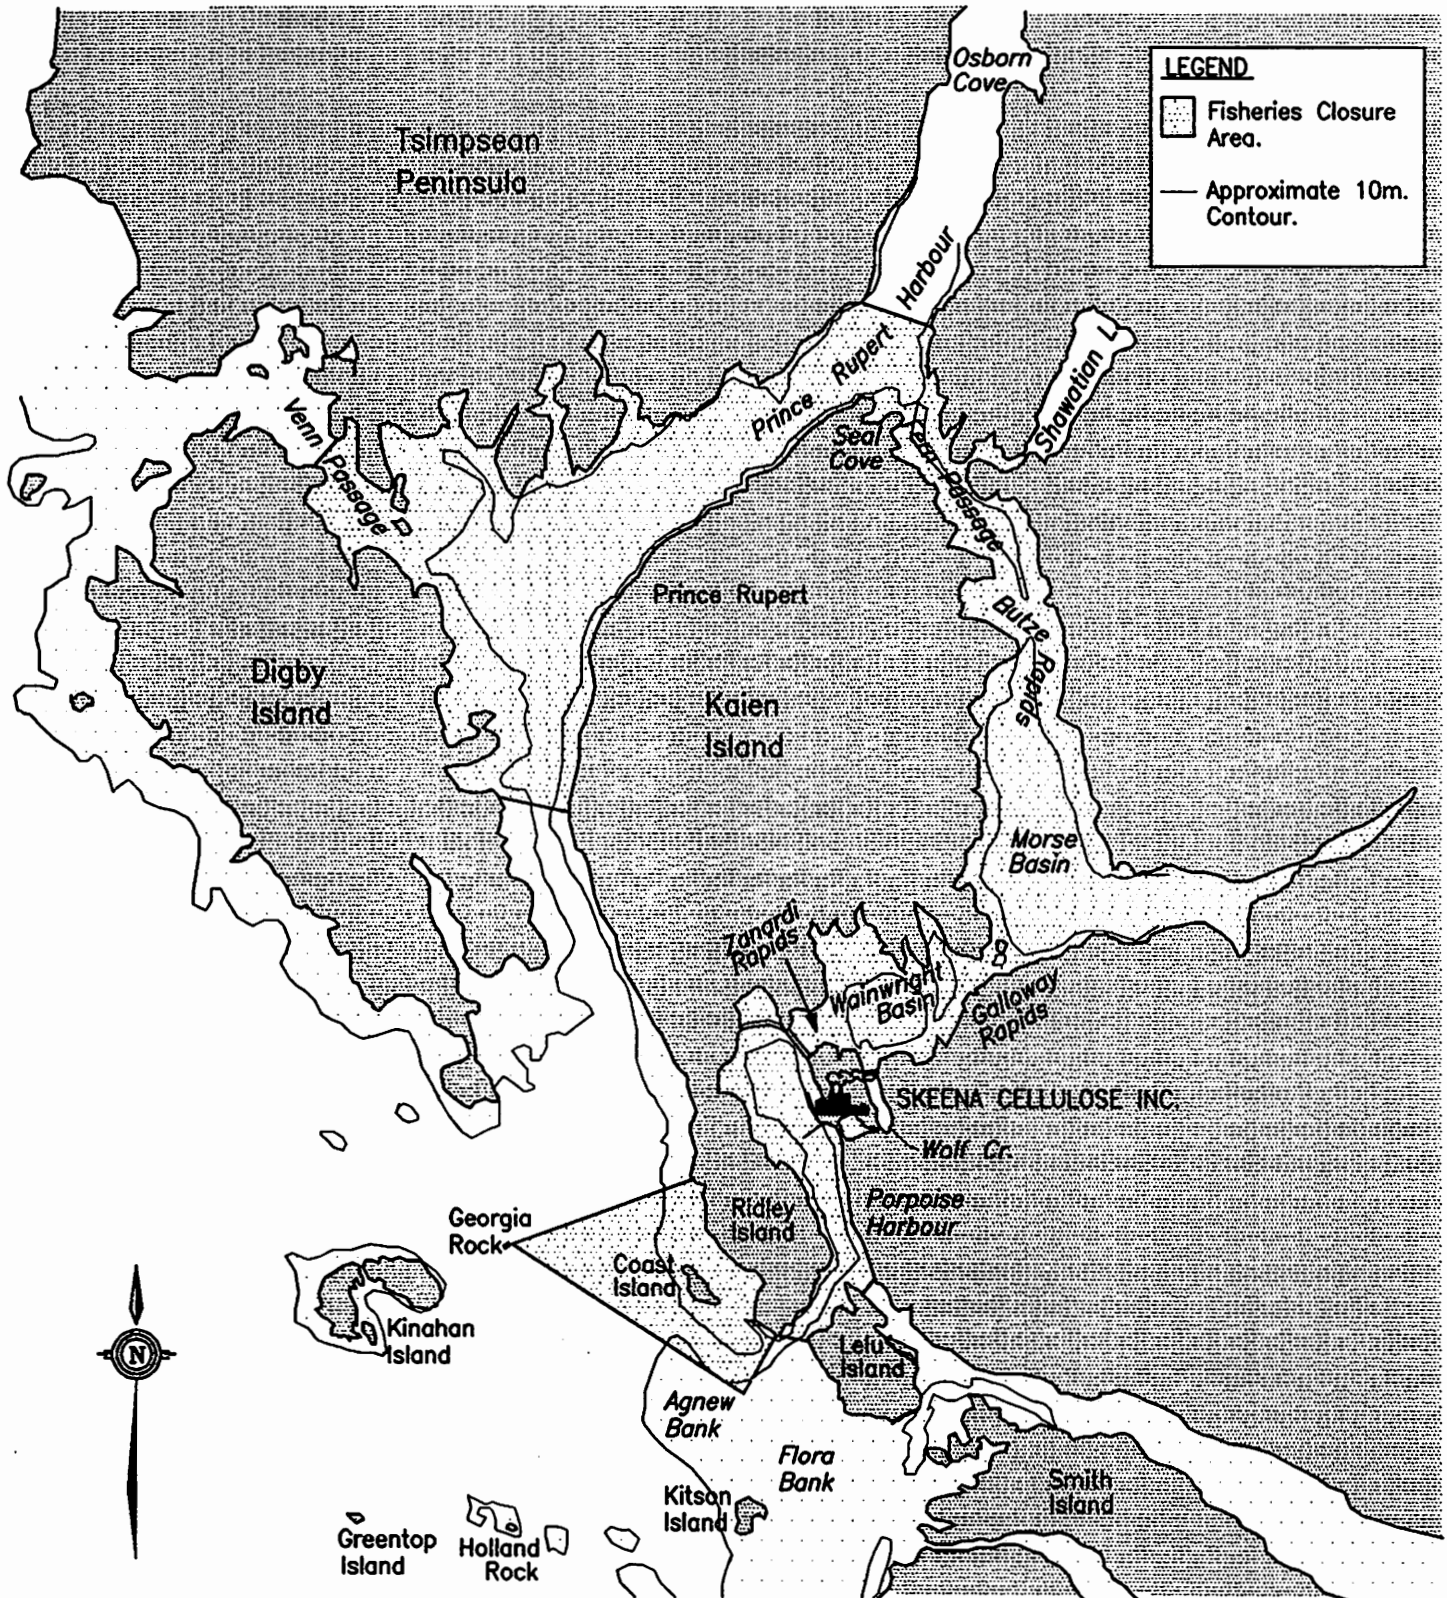 Osborn
Cove
LEGEND
Fisheries Closure
Area.
Approximate 10m.
Contour.
Tsimpsean
Peninsula
Prince Rupert Harbour
Shawatlan L
Venn Passage
Seal
Cove
Passage
Prince Rupert
Butze Rapids
Digby
Island
Kaien
Island
Morse
Basin
Zanardi
Rapids
Wainwright
Basin
Galloway
Rapids
SKEENA CELLULOSE INC.
Wolf Cr.
Porpoise
Harbour
Ridley
Island
Georgia
Rock
Coast
Island
Kinahan
Island
Lelu
Island
N
Agnew
Bank
Flora
Bank
Smith
Island
Kitson
Island
Greentop
Island
Holland
Rock